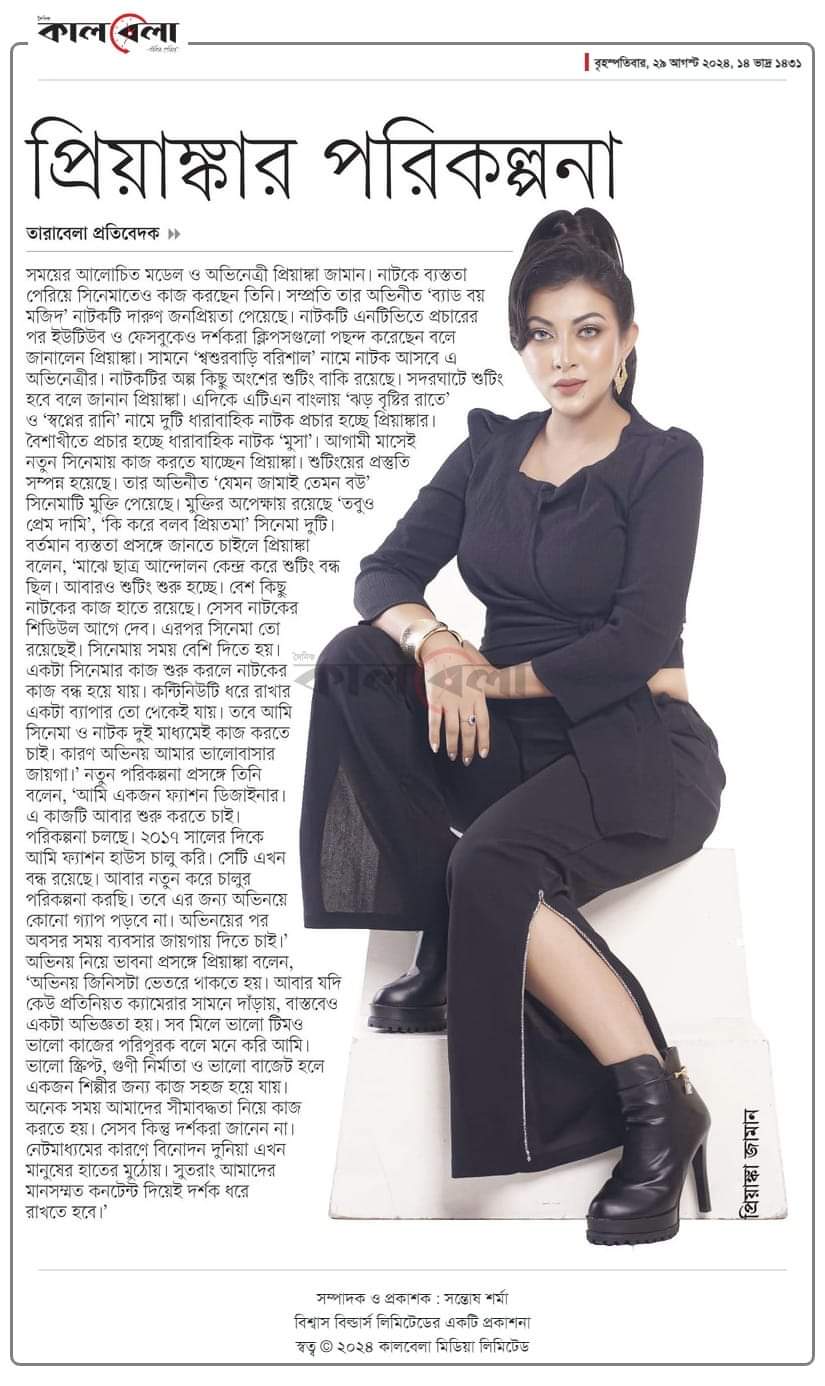 দৈনিক
কালবেলা
বৃহস্পতিবার, ২৯ আগস্ট ২০২৪, ১৪ ভাদ্র ১৪৩১
প্রিয়াঙ্কার পরিকল্পনা
তারাবেলা প্রতিবেদক
সময়ের আলোচিত মডেল ও অভিনেত্রী প্রিয়াঙ্কা জামান। নাটকে ব্যস্ততা
পেরিয়ে সিনেমাতেও কাজ করছেন তিনি। সম্প্রতি তার অভিনীত ‘ব্যাড বয়
মজিদ’ নাটকটি দারুণ জনপ্রিয়তা পেয়েছে। নাটকটি এনটিভিতে প্রচারের
পর ইউটিউব ও ফেসবুকেও দর্শকরা ক্লিপসগুলো পছন্দ করেছেন বলে
জানালেন প্রিয়াঙ্কা। সামনে ‘শ্বশুরবাড়ি বরিশাল’ নামে নাটক আসবে এ
অভিনেত্রীর। নাটকটির অল্প কিছু অংশের শুটিং বাকি রয়েছে। সদরঘাটে শুটিং
হবে বলে জানান প্রিয়াঙ্কা। এদিকে এটিএন বাংলায় ‘ঝড় বৃষ্টির রাতে’
ও ‘স্বপ্নের রানি’ নামে দুটি ধারাবাহিক নাটক প্রচার হচ্ছে প্রিয়াঙ্কার।
বৈশাখীতে প্রচার হচ্ছে ধারাবাহিক নাটক ‘মুসা’। আগামী মাসেই
নতুন সিনেমায় কাজ করতে যাচ্ছেন প্রিয়াঙ্কা। শুটিংয়ের প্রস্তুতি
সম্পন্ন হয়েছে। তার অভিনীত ‘যেমন জামাই তেমন বউ’
সিনেমাটি মুক্তি পেয়েছে। মুক্তির অপেক্ষায় রয়েছে ‘তবুও
প্রেম দামি’, ‘কি করে বলব প্রিয়তমা’ সিনেমা দুটি।
বর্তমান ব্যস্ততা প্রসঙ্গে জানতে চাইলে প্রিয়াঙ্কা
বলেন, ‘মাঝে ছাত্র আন্দোলন কেন্দ্র করে শুটিং বন্ধ
ছিল। আবারও শুটিং শুরু হচ্ছে। বেশ কিছু
নাটকের কাজ হাতে রয়েছে। সেসব নাটকের
শিডিউল আগে দেব। এরপর সিনেমা তো
রয়েছেই। সিনেমায় সময় বেশি দিতে হয়।
একটা সিনেমার কাজ শুরু করলে নাটকের
কাজ বন্ধ হয়ে যায়। কন্টিনিউটি ধরে রাখার
একটা ব্যাপার তো থেকেই যায়। তবে আমি
সিনেমা ও নাটক দুই মাধ্যমেই কাজ করতে
চাই। কারণ অভিনয় আমার ভালোবাসার
জায়গা।’ নতুন পরিকল্পনা প্রসঙ্গে তিনি
বলেন, ‘আমি একজন ফ্যাশন ডিজাইনার।
এ কাজটি আবার শুরু করতে চাই।
পরিকল্পনা চলছে। ২০১৭ সালের দিকে
আমি ফ্যাশন হাউস চালু করি। সেটি এখন
বন্ধ রয়েছে। আবার নতুন করে চালুর
পরিকল্পনা করছি। তবে এর জন্য অভিনয়ে
কোনো গ্যাপ পড়বে না। অভিনয়ের পর
অবসর সময় ব্যবসার জায়গায় দিতে চাই।’
অভিনয় নিয়ে ভাবনা প্রসঙ্গে প্রিয়াঙ্কা বলেন,
‘অভিনয় জিনিসটা ভেতরে থাকতে হয়। আবার যদি
কেউ প্রতিনিয়ত ক্যামেরার সামনে দাঁড়ায়, বাস্তবেও
একটা অভিজ্ঞতা হয়। সব মিলে ভালো টিমও
ভালো কাজের পরিপূরক বলে মনে করি আমি।
ভালো স্ক্রিপ্ট, গুণী নির্মাতা ও ভালো বাজেট হলে
একজন শিল্পীর জন্য কাজ সহজ হয়ে যায়।
অনেক সময় আমাদের সীমাবদ্ধতা নিয়ে কাজ
করতে হয়। সেসব কিন্তু দর্শকরা জানেন না।
নেটমাধ্যমের কারণে বিনোদন দুনিয়া এখন
মানুষের হাতের মুঠোয়। সুতরাং আমাদের
মানসম্মত কনটেন্ট দিয়েই দর্শক ধরে
রাখতে হবে।’
দৈনিক
কালবেলা
প্রিয়াঙ্কা জামান
সম্পাদক ও প্রকাশক : সন্তোষ শর্মা
বিশ্বাস বিল্ডার্স লিমিটেডের একটি প্রকাশনা
স্বত্ব © ২০২৪ কালবেলা মিডিয়া লিমিটেড